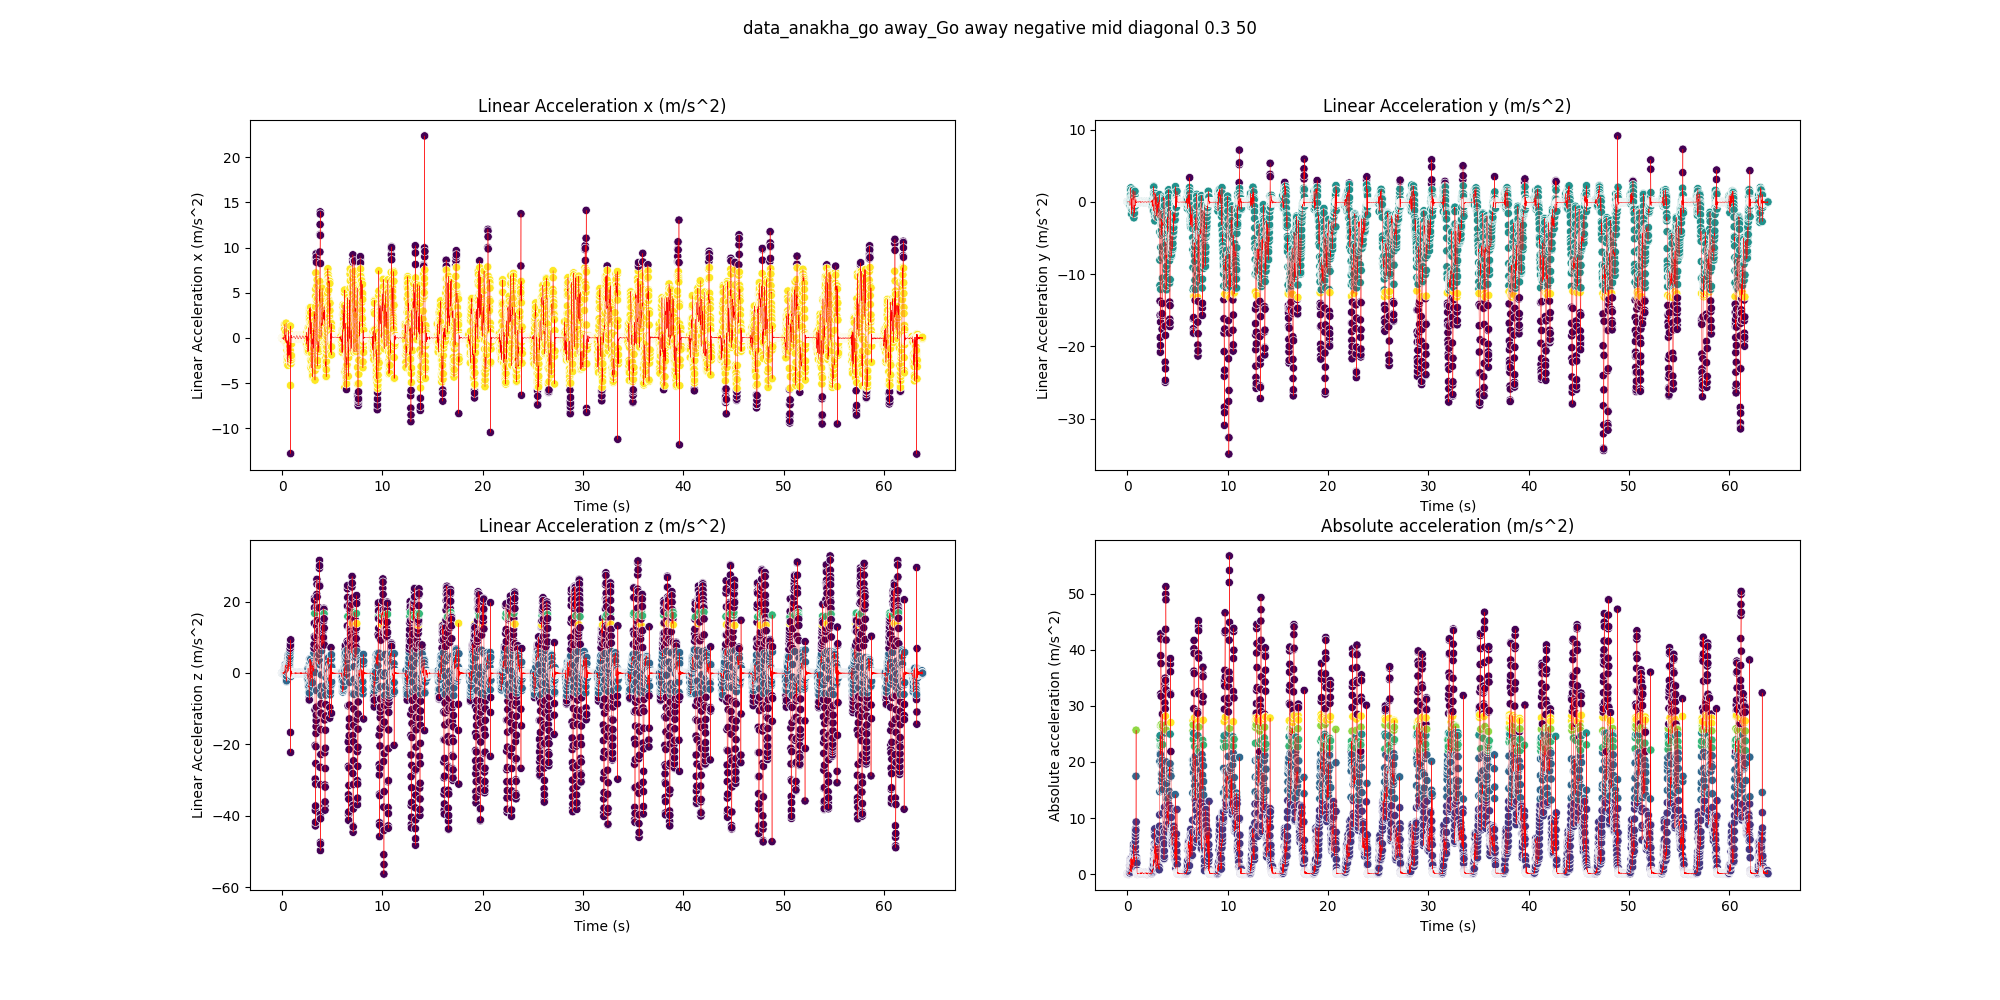 data_anakha_go away_Go away negative mid diagonal 0.3 50
Linear Acceleration x (m/s^2)
Linear Acceleration x (m/s^2)
20
15
10
5
0
−5
−10
0 10 20 30 40 50 60
Time (s)
Linear Acceleration y (m/s^2)
Linear Acceleration y (m/s^2)
10
0
−10
−20
−30
0 10 20 30 40 50 60
Time (s)
Linear Acceleration z (m/s^2)
Linear Acceleration z (m/s^2)
20
0
−20
−40
−60
0 10 20 30 40 50 60
Time (s)
Absolute acceleration (m/s^2)
Absolute acceleration (m/s^2)
50
40
30
20
10
0
0 10 20 30 40 50 60
Time (s)